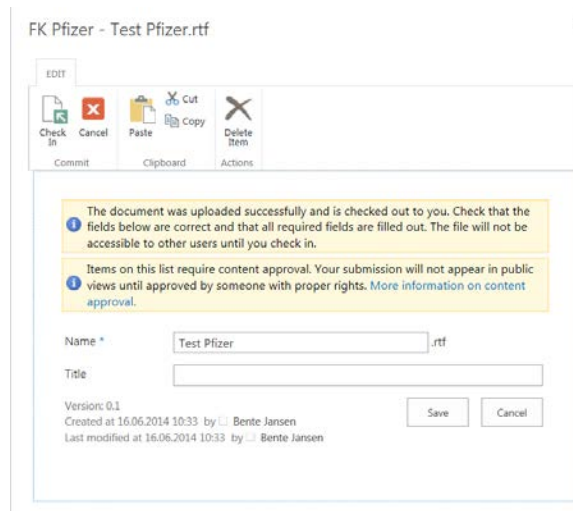 FK Pfizer - Test Pfizer.rtf
EDIT
Check In
Cancel
Paste
Cut
Copy
Delete Item
Commit
Clipboard
Actions
The document was uploaded successfully and is checked out to you. Check that the
fields below are correct and that all required fields are filled out. The file will not be
accessible to other users until you check in.
Items on this list require content approval. Your submission will not appear in public
views until approved by someone with proper rights. More information on content
approval.
Name * Test Pfizer .rtf
Title
Version: 0.1
Created at 16.06.2014 10:33 by Bente Jansen
Last modified at 16.06.2014 10:33 by Bente Jansen
Save Cancel